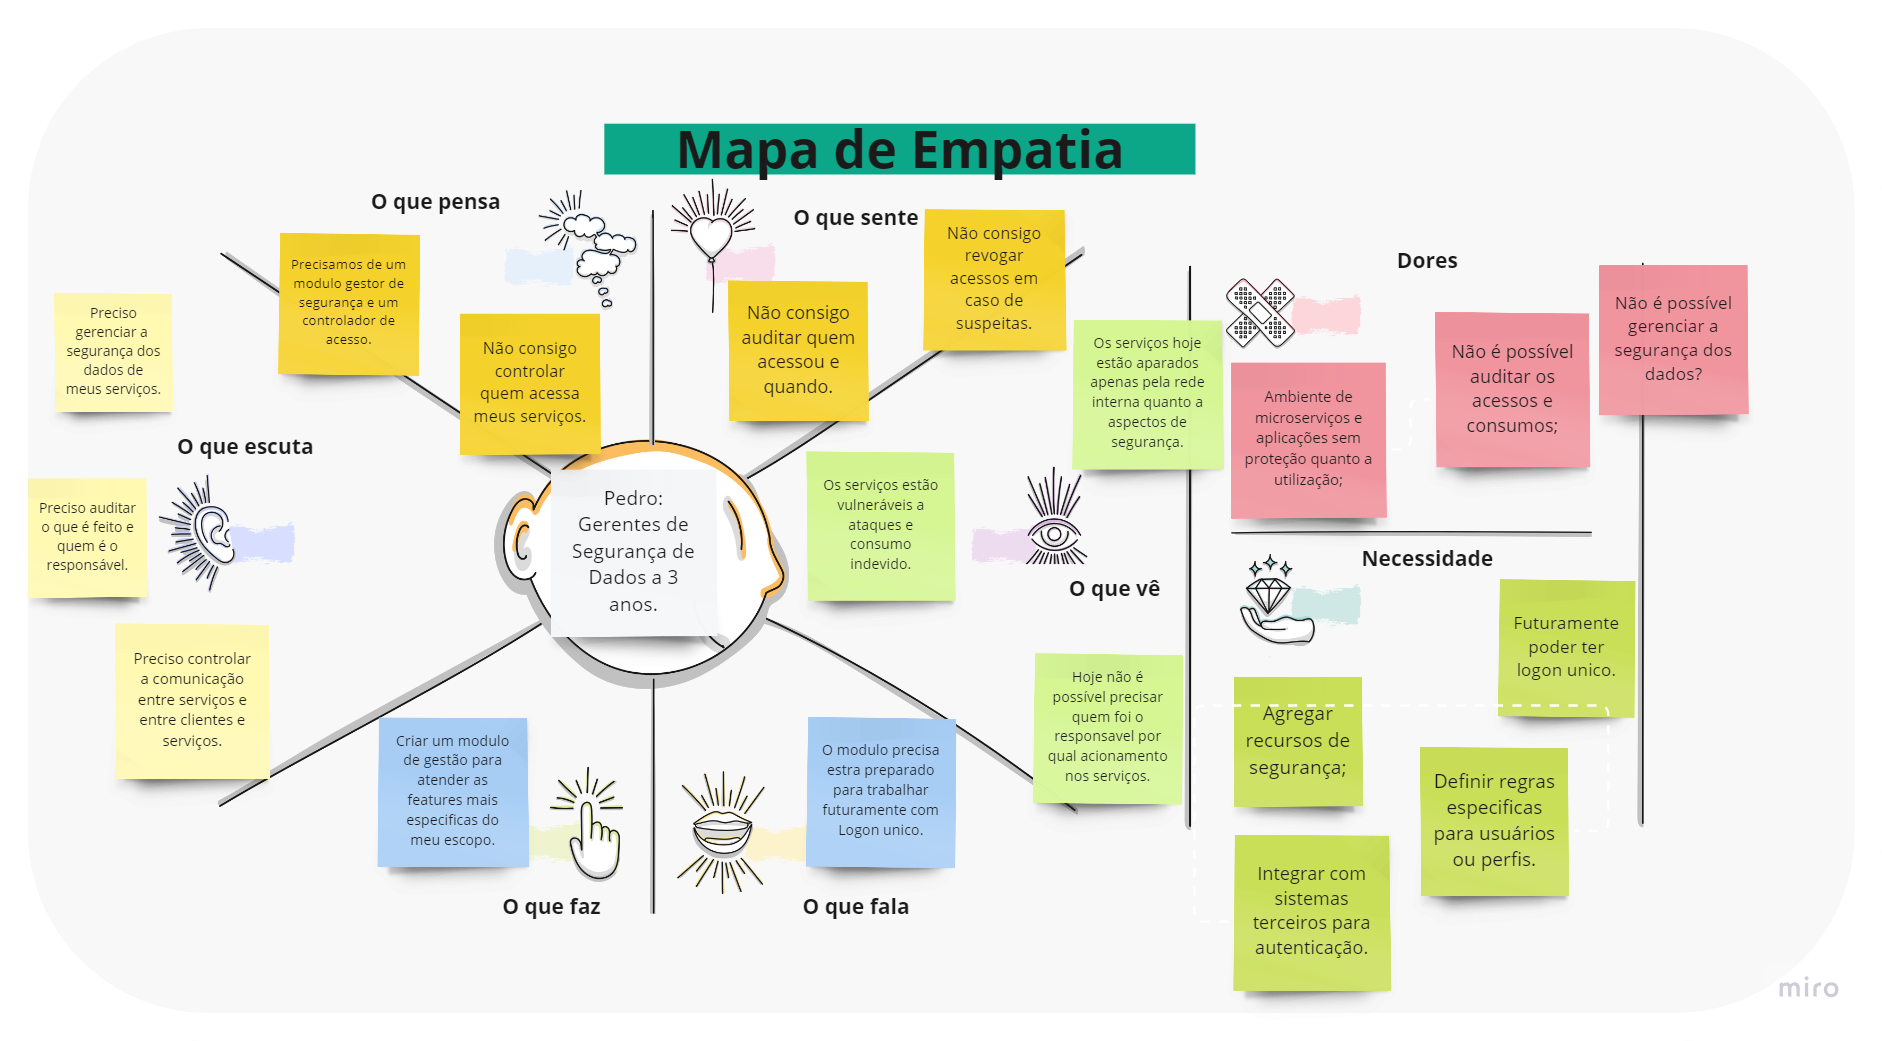 Mapa de Empatia
O que pensa
Precisamos de um
modulo gestor de
segurança e um
controlador de
acesso.
Não consigo
controlar
quem acessa
meus serviços.
O que sente
Não consigo
auditar quem
acessou e
quando.
Não consigo
revogar
acessos em
caso de
suspeitas.
Preciso
gerenciar a
segurança dos
dados de
meus serviços.
O que escuta
Preciso auditar
o que é feito e
quem é o
responsável.
Preciso controlar
a comunicação
entre serviços e
entre clientes e
serviços.
Pedro:
Gerentes de
Segurança de
Dados a 3
anos.
Os serviços hoje
estão aparados
apenas pela rede
interna quanto a
aspectos de
segurança.
Os serviços estão
vulneráveis a
ataques e
consumo
indevido.
O que vê
Hoje não é
possível precisar
quem foi o
responsavel por
qual acionamento
nos serviços.
Criar um modulo
de gestão para
atender as
features mais
especificas do
meu escopo.
O que faz
O modulo precisa
estra preparado
para trabalhar
futuramente com
Logon unico.
O que fala
Dores
Ambiente de
microserviços e
aplicações sem
proteção quanto a
utilização;
Não é possível
auditar os
acessos e
consumos;
Não é possível
gerenciar a
segurança dos
dados?
Necessidade
Futuramente
poder ter
logon unico.
Agregar
recursos de
segurança;
Definir regras
especificas
para usuários
ou perfis.
Integrar com
sistemas
terceiros para
autenticação.
miro